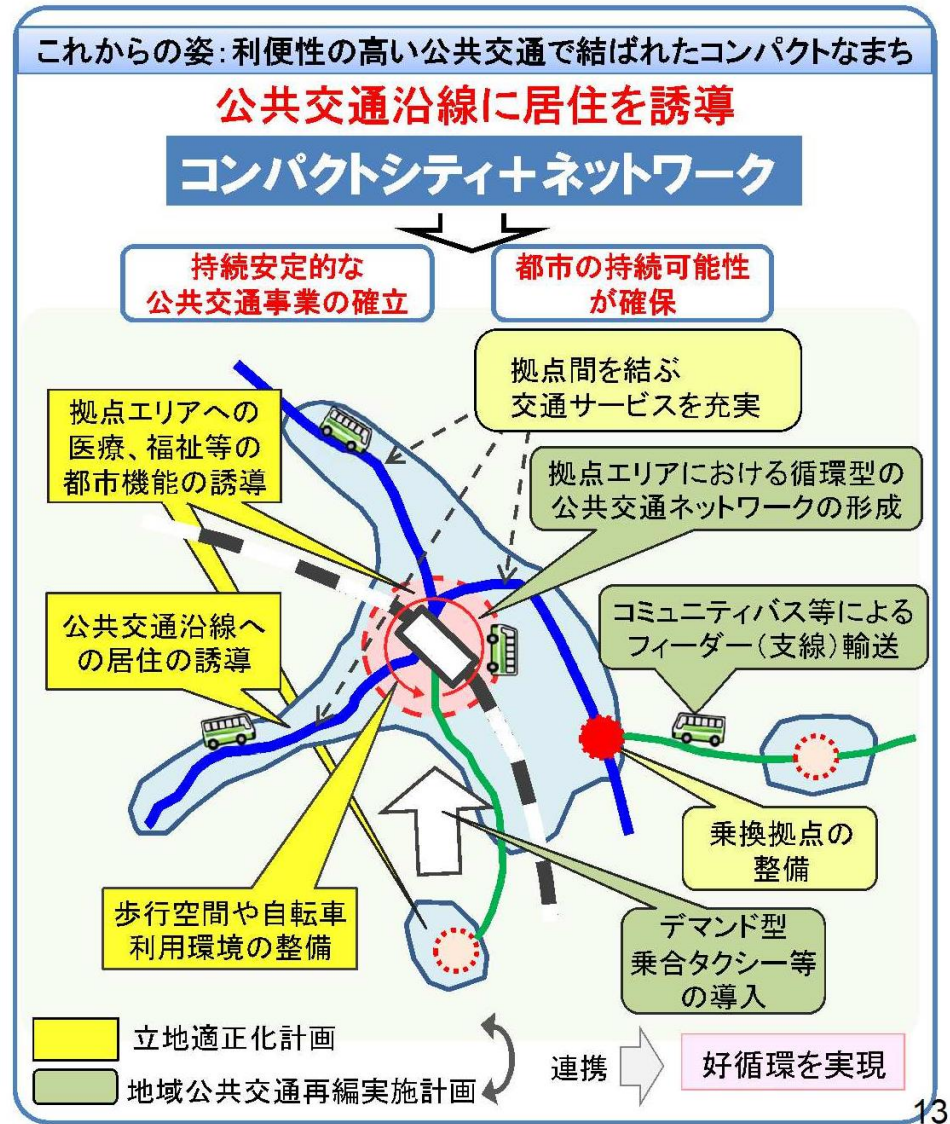 これからの姿:利便性の高い公共交通で結ばれたコンパクトなまち
公共交通沿線に居住を誘導
コンパクトシティ+ネットワーク
持続安定的な
公共交通事業の確立
都市の持続可能性
が確保
拠点間を結ぶ
交通サービスを充実
拠点エリアへの
医療、福祉等の
都市機能の誘導
拠点エリアにおける循環型の
公共交通ネットワークの形成
公共交通沿線へ
の居住の誘導
コミュニティバス等による
フィーダー(支線)輸送
乗換拠点の
整備
歩行空間や自転車
利用環境の整備
デマンド型
乗合タクシー等
の導入
立地適正化計画
地域公共交通再編実施計画
連携
好循環を実現
13